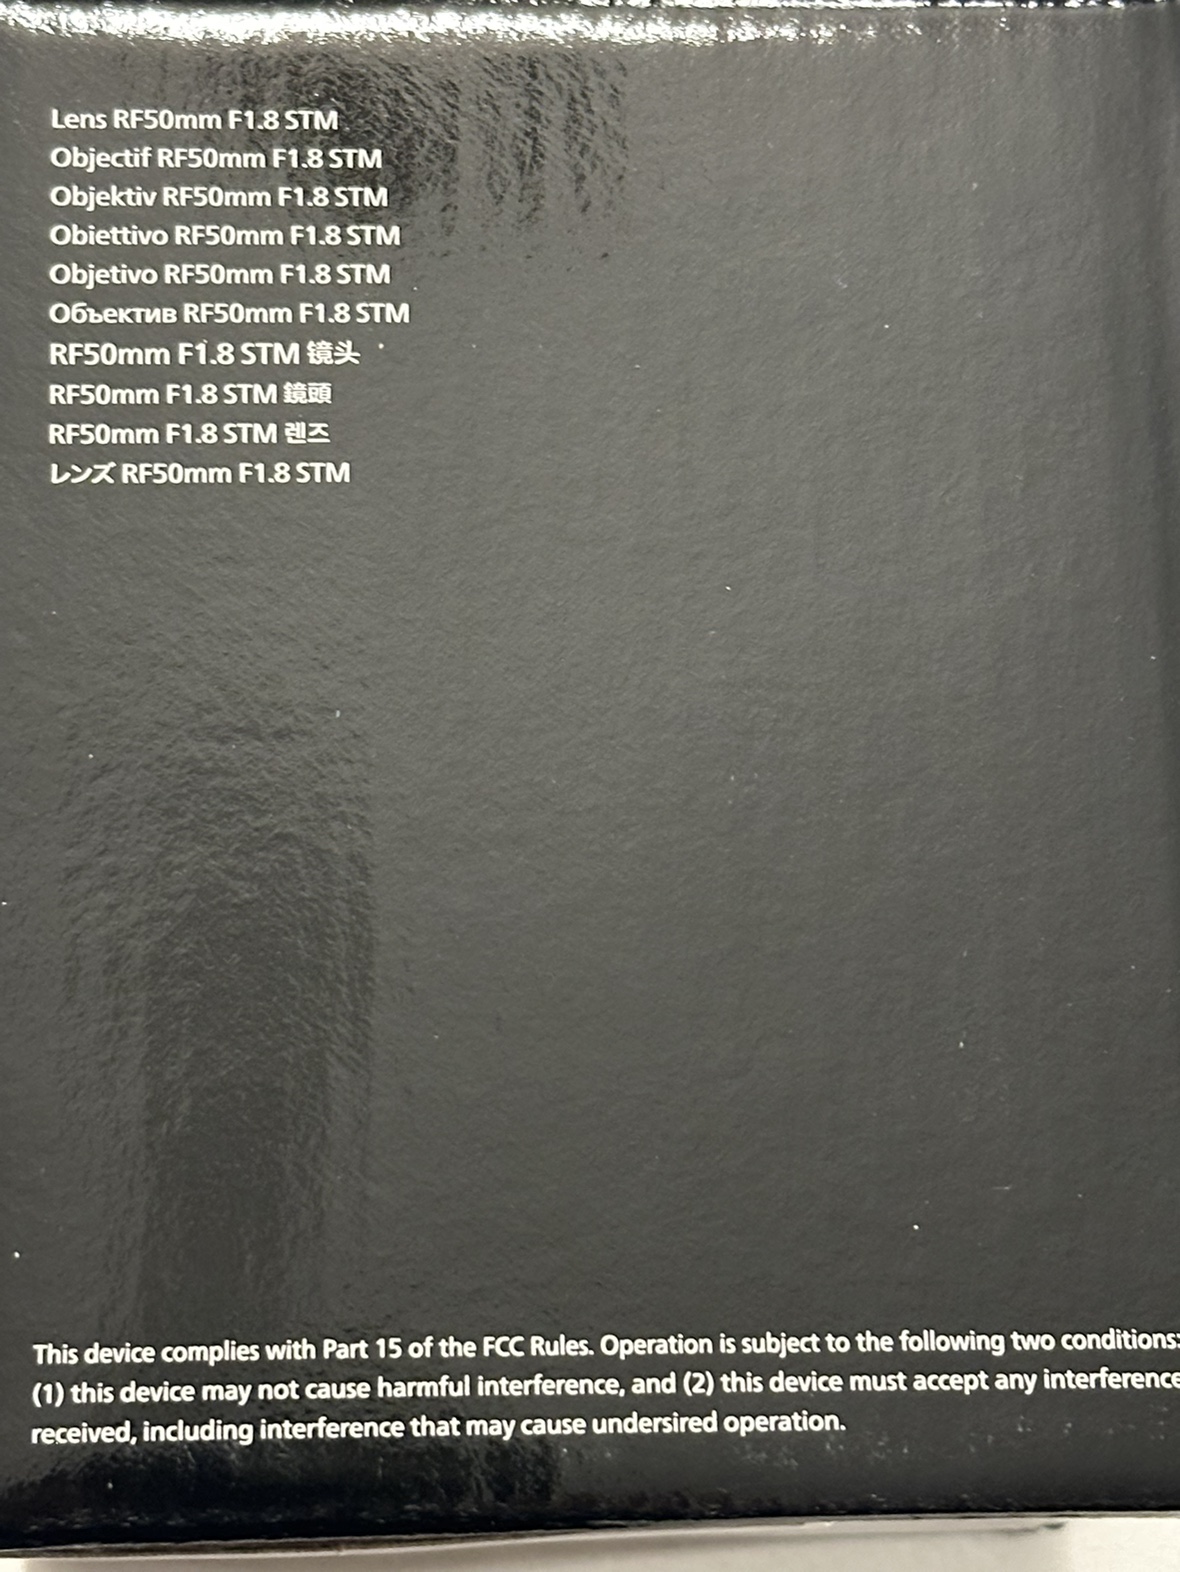 Lens RF50mm F1.8 STM
Objectif RF50mm F1.8 STM
Objektiv RF50mm F1.8 STM
Obiettivo RF50mm F1.8 STM
Objetivo RF50mm F1.8 STM
Объектив RF50mm F1.8 STM
RF50mm F1.8 STM 镜头
RF50mm F1.8 STM 鏡頭
RF50mm F1.8 STM 렌즈
レンズ RF50mm F1.8 STM
This device complies with Part 15 of the FCC Rules. Operation is subject to the following two conditions:
(1) this device may not cause harmful interference, and (2) this device must accept any interference
received, including interference that may cause undersired operation.